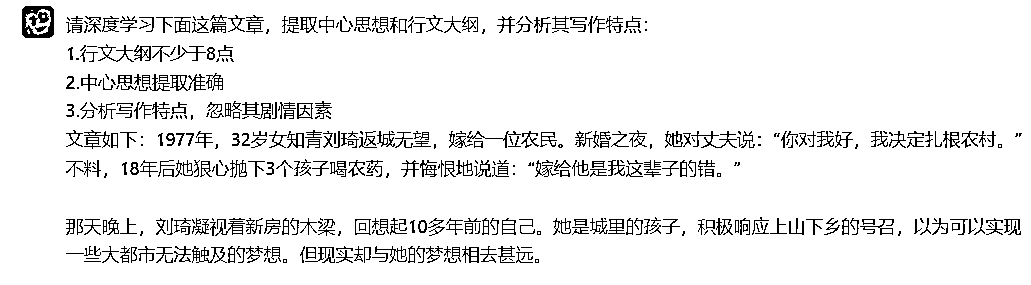 请深度学习下面这篇文章，提取中心思想和行文大纲，并分析其写作特点：
1.行文大纲不少于8点
2.中心思想提取准确
3.分析写作特点，忽略其剧情因素
文章如下：1977年，32岁女知青刘琦返城无望，嫁给一位农民。新婚之夜，她对丈夫说：“你对我好，我决定扎根农村。”
不料，18年后她狠心抛下3个孩子喝农药，并悔恨地说道：“嫁给他是我这辈子的错。”
那天晚上，刘琦凝视着新房的木梁，回想起10多年前的自己。她是城里的孩子，积极响应上山下乡的号召，以为可以实现
一些大都市无法触及的梦想。但现实却与她的梦想相去甚远。